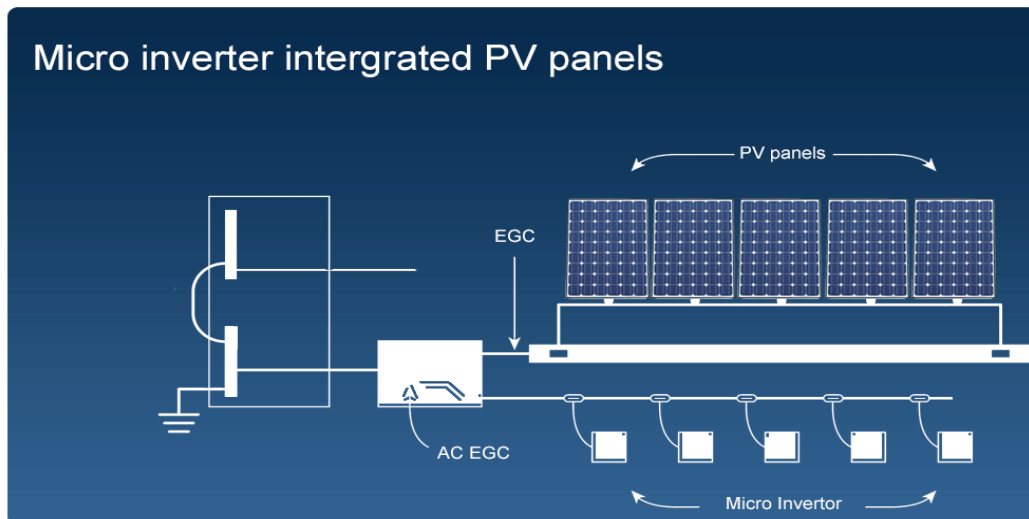 Micro inverter intergrated PV panels
PV panels
EGC
AC EGC
Micro Invertor